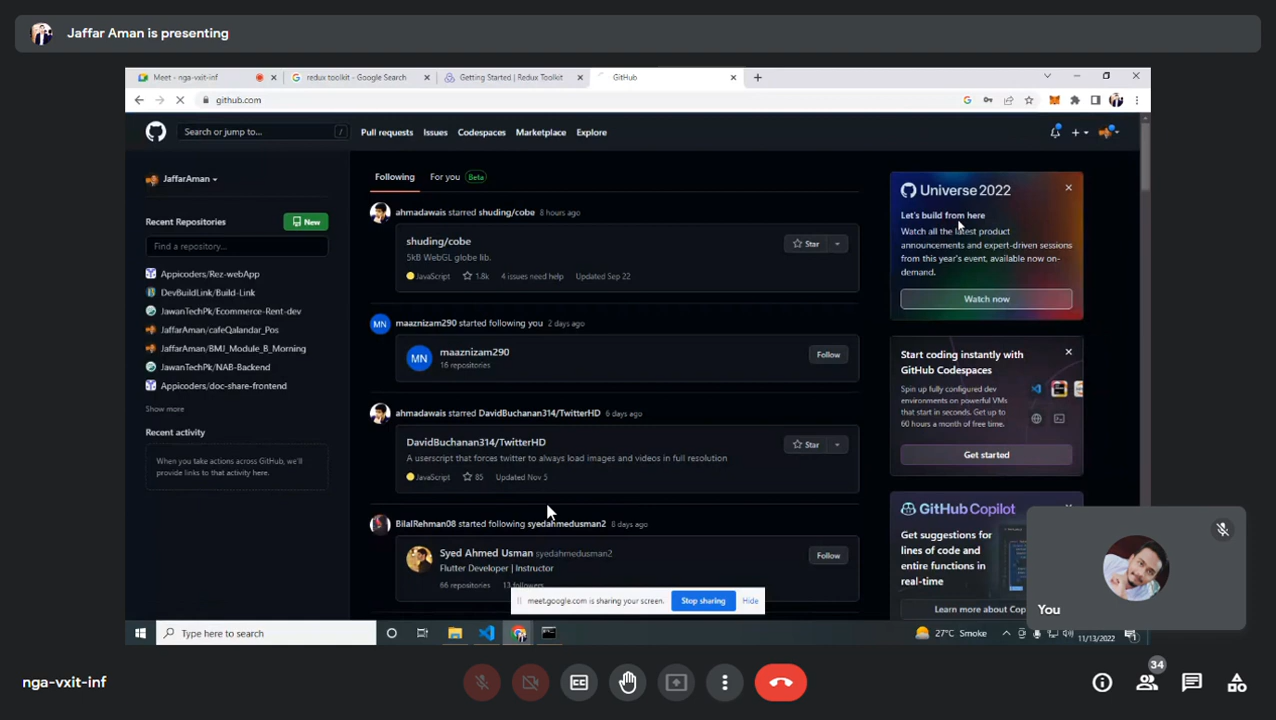 Jaffar Aman is presenting
Meet - nga-vxit-inf
redux toolkit - Google Search
Getting Started | Redux Toolkit
GitHub
github.com
Search or jump to...
/
Pull requests
Issues
Codespaces
Marketplace
Explore
JaffarAman
Recent Repositories
New
Find a repository...
Appicoders/Rez-webApp
DevBuildLink/Build-Link
JawanTechPk/Ecommerce-Rent-dev
JaffarAman/cafeQalandar_Pos
JaffarAman/BMJ_Module_B_Morning
JawanTechPk/NAB-Backend
Appicoders/doc-share-frontend
Show more
Recent activity
When you take actions across GitHub, we'll
provide links to that activity here.
Following
For you Beta
ahmadawais starred shuding/cobe 8 hours ago
shuding/cobe
Star
5kB WebGL globe lib.
JavaScript 1.8k 4 issues need help Updated Sep 22
MN maaznizam290 started following you 2 days ago
MN
maaznizam290
16 repositories
Follow
ahmadawais starred DavidBuchanan314/TwitterHD 6 days ago
DavidBuchanan314/TwitterHD
Star
A userscript that forces twitter to always load images and videos in full resolution
JavaScript 85 Updated Nov 5
BilalRehman08 started following syedahmedusman2 8 days ago
Syed Ahmed Usman syedahmedusman2
Follow
Flutter Developer | Instructor
66 repositories 13 followers
Universe 2022
Let's build from here
Watch all the latest product
announcements and expert-driven sessions
from this year's event, available now on-
demand.
Watch now
Start coding instantly with
GitHub Codespaces
Spin up fully configured dev
environments on powerful VMs
that start in seconds. Get up to
60 hours a month of free time.
Get started
GitHub Copilot
Get suggestions for
lines of code and
entire functions in
real-time
Learn more about Cop
meet.google.com is sharing your screen.
Stop sharing
Hide
You
Type here to search
27°C Smoke
11/13/2022
nga-vxit-inf
34